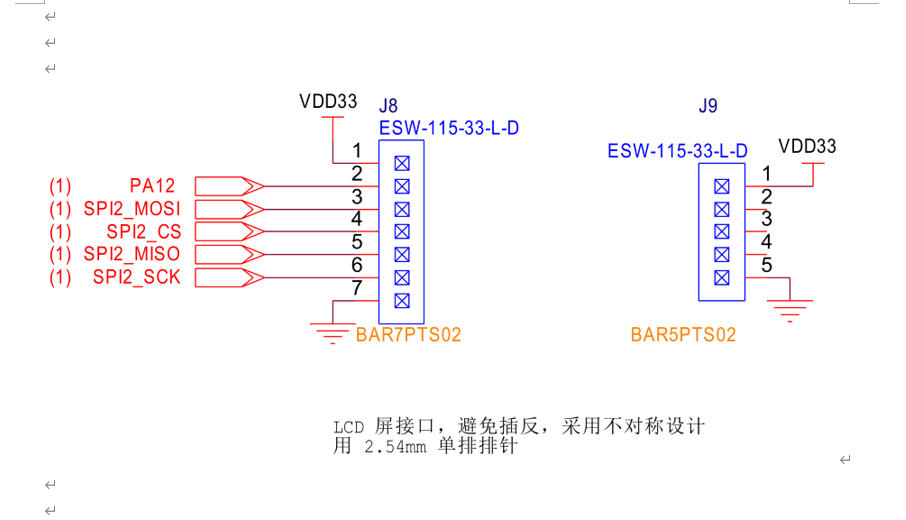 VDD33
J8
ESW-115-33-L-D
1
2
3
4
5
6
7
(1) PA12
(1) SPI2_MOSI
(1) SPI2_CS
(1) SPI2_MISO
(1) SPI2_SCK
BAR7PTS02
J9
ESW-115-33-L-D
VDD33
1
2
3
4
5
BAR5PTS02
LCD 屏接口，避免插反，采用不对称设计
用 2.54mm 单排排针